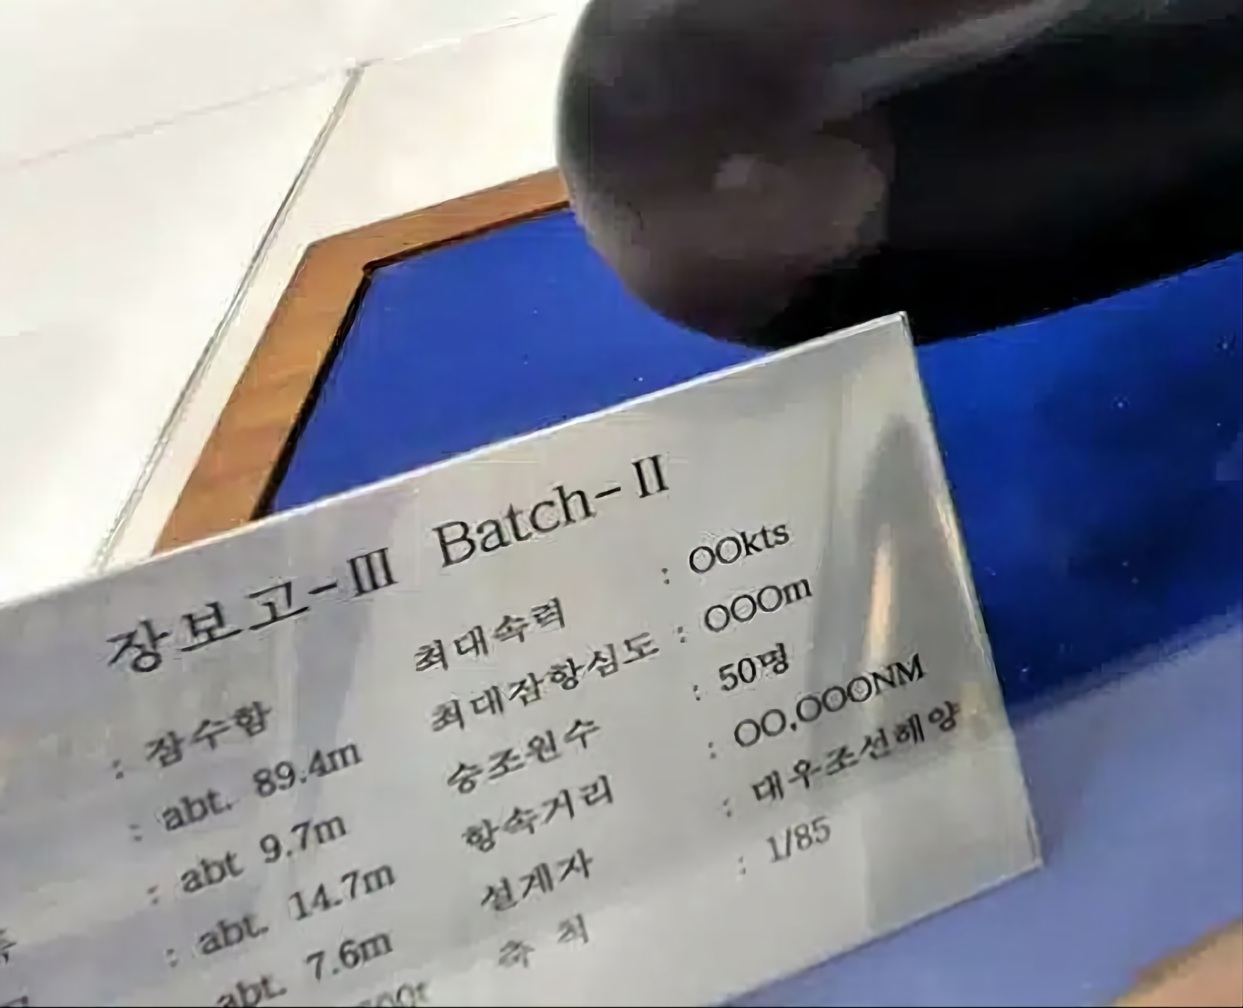 장보고-III Batch-II
: 잠수함 최대속력 : OOkts
: abt. 89.4m 최대잠항심도 : OOOm
: abt 9.7m 승조원수 : 50명
: abt. 14.7m 항속거리 : OO,OOONM
: abt. 7.6m 설계자 : 대우조선해양
축 척 : 1/85